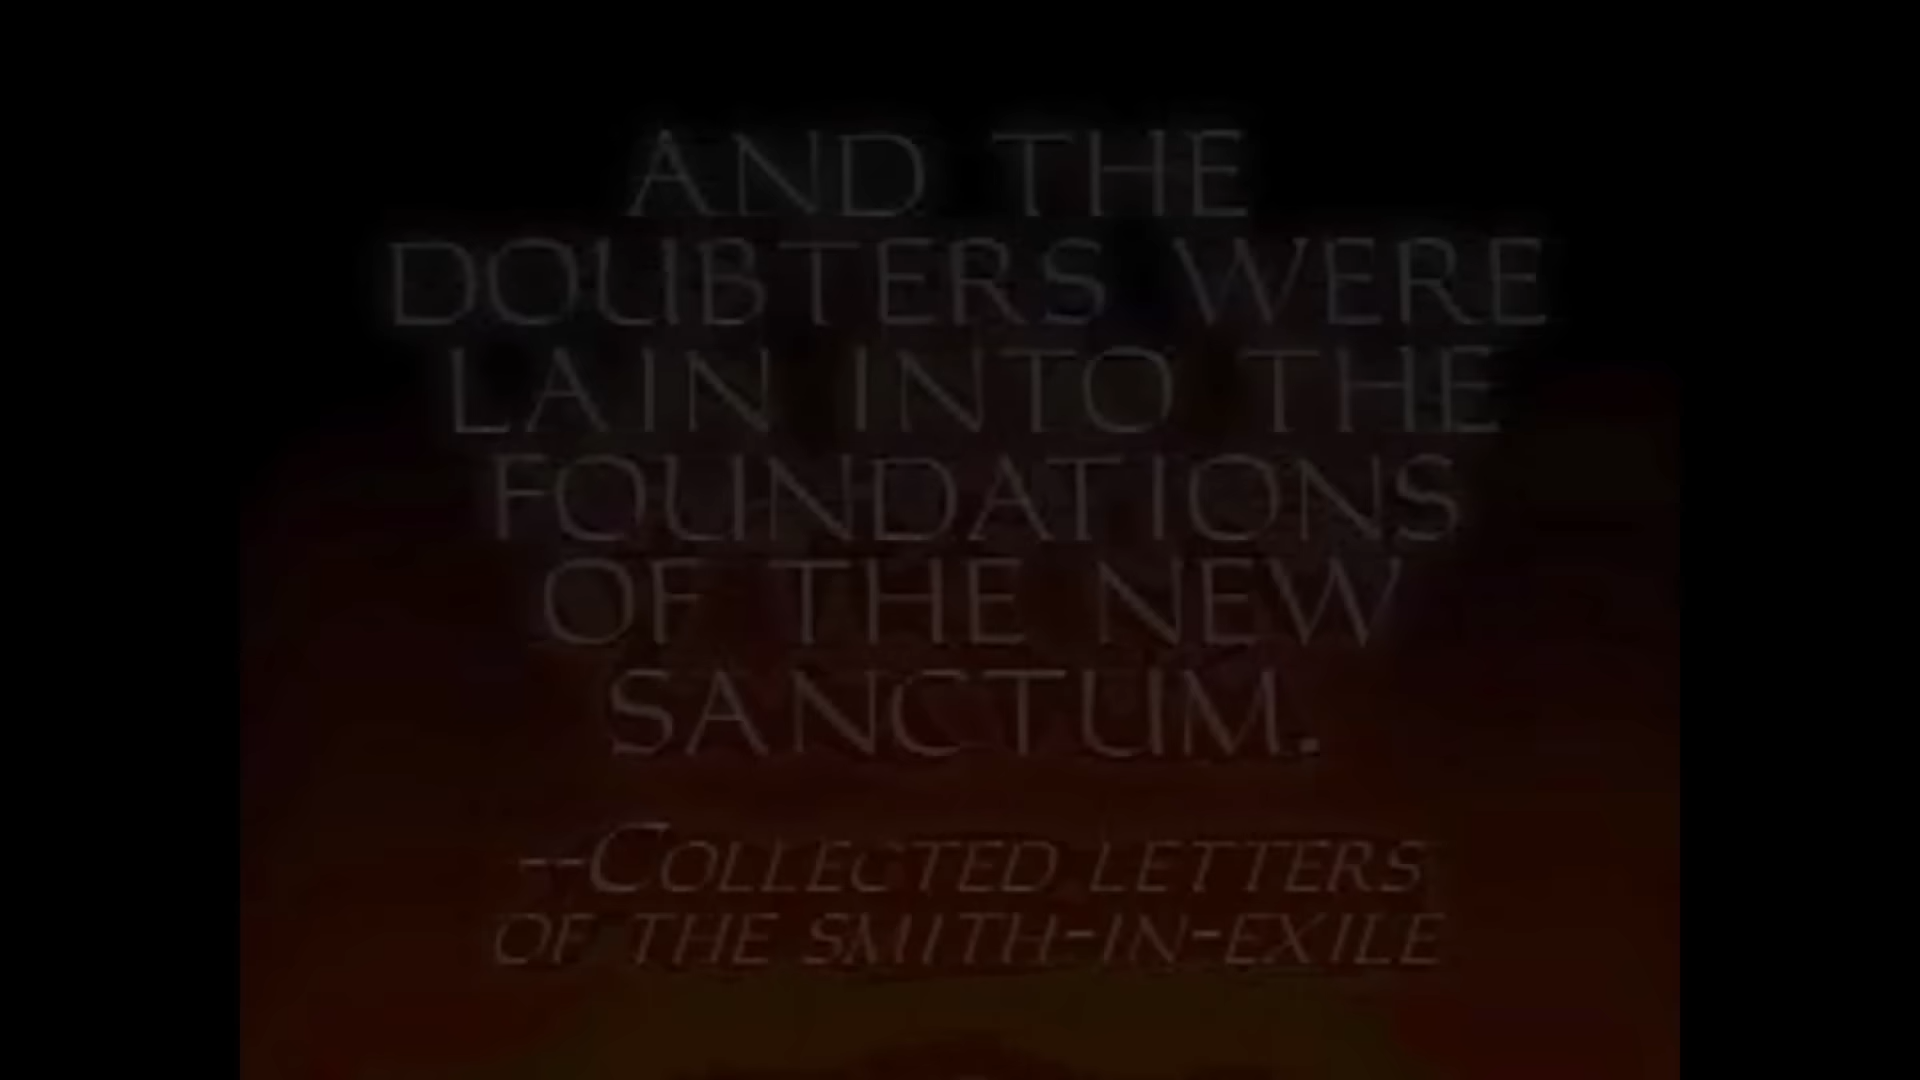 AND THE
DOUBTERS WERE
LAIN INTO THE
FOUNDATIONS
OF THE NEW
SANCTUM.
--COLLECTED LETTERS
OF THE SMITH-IN-EXILE